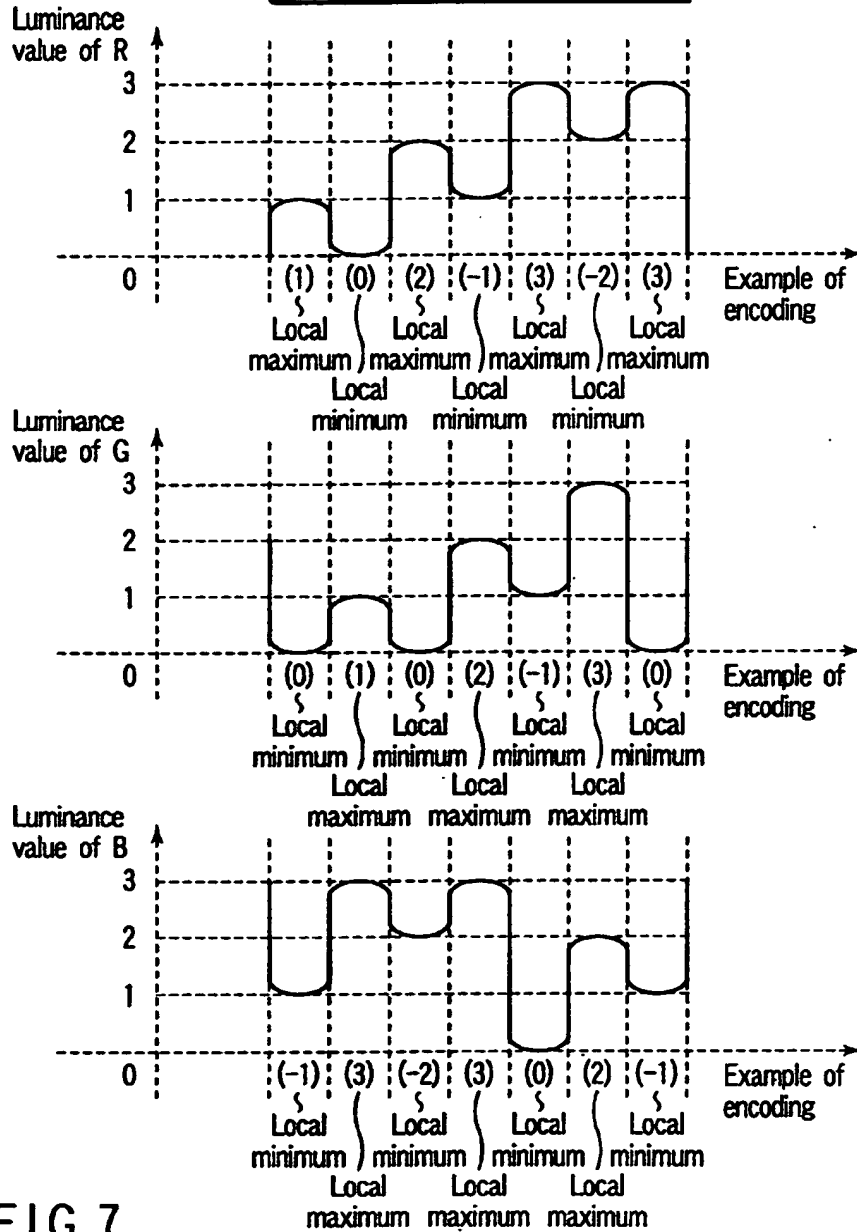 Luminance
value of R
3
2
1
0
(1) (0) (2) (-1) (3) (-2) (3)
Example of
encoding
Local Local Local Local
maximum maximum maximum maximum
Local Local Local
minimum minimum minimum
Luminance
value of G
3
2
1
0
(0) (1) (0) (2) (-1) (3) (0)
Example of
encoding
Local Local Local Local
minimum minimum minimum minimum
Local Local Local
maximum maximum maximum
Luminance
value of B
3
2
1
0
(-1) (3) (-2) (3) (0) (2) (-1)
Example of
encoding
Local Local Local Local
minimum minimum minimum minimum
Local Local Local
maximum maximum maximum
FIG. 7